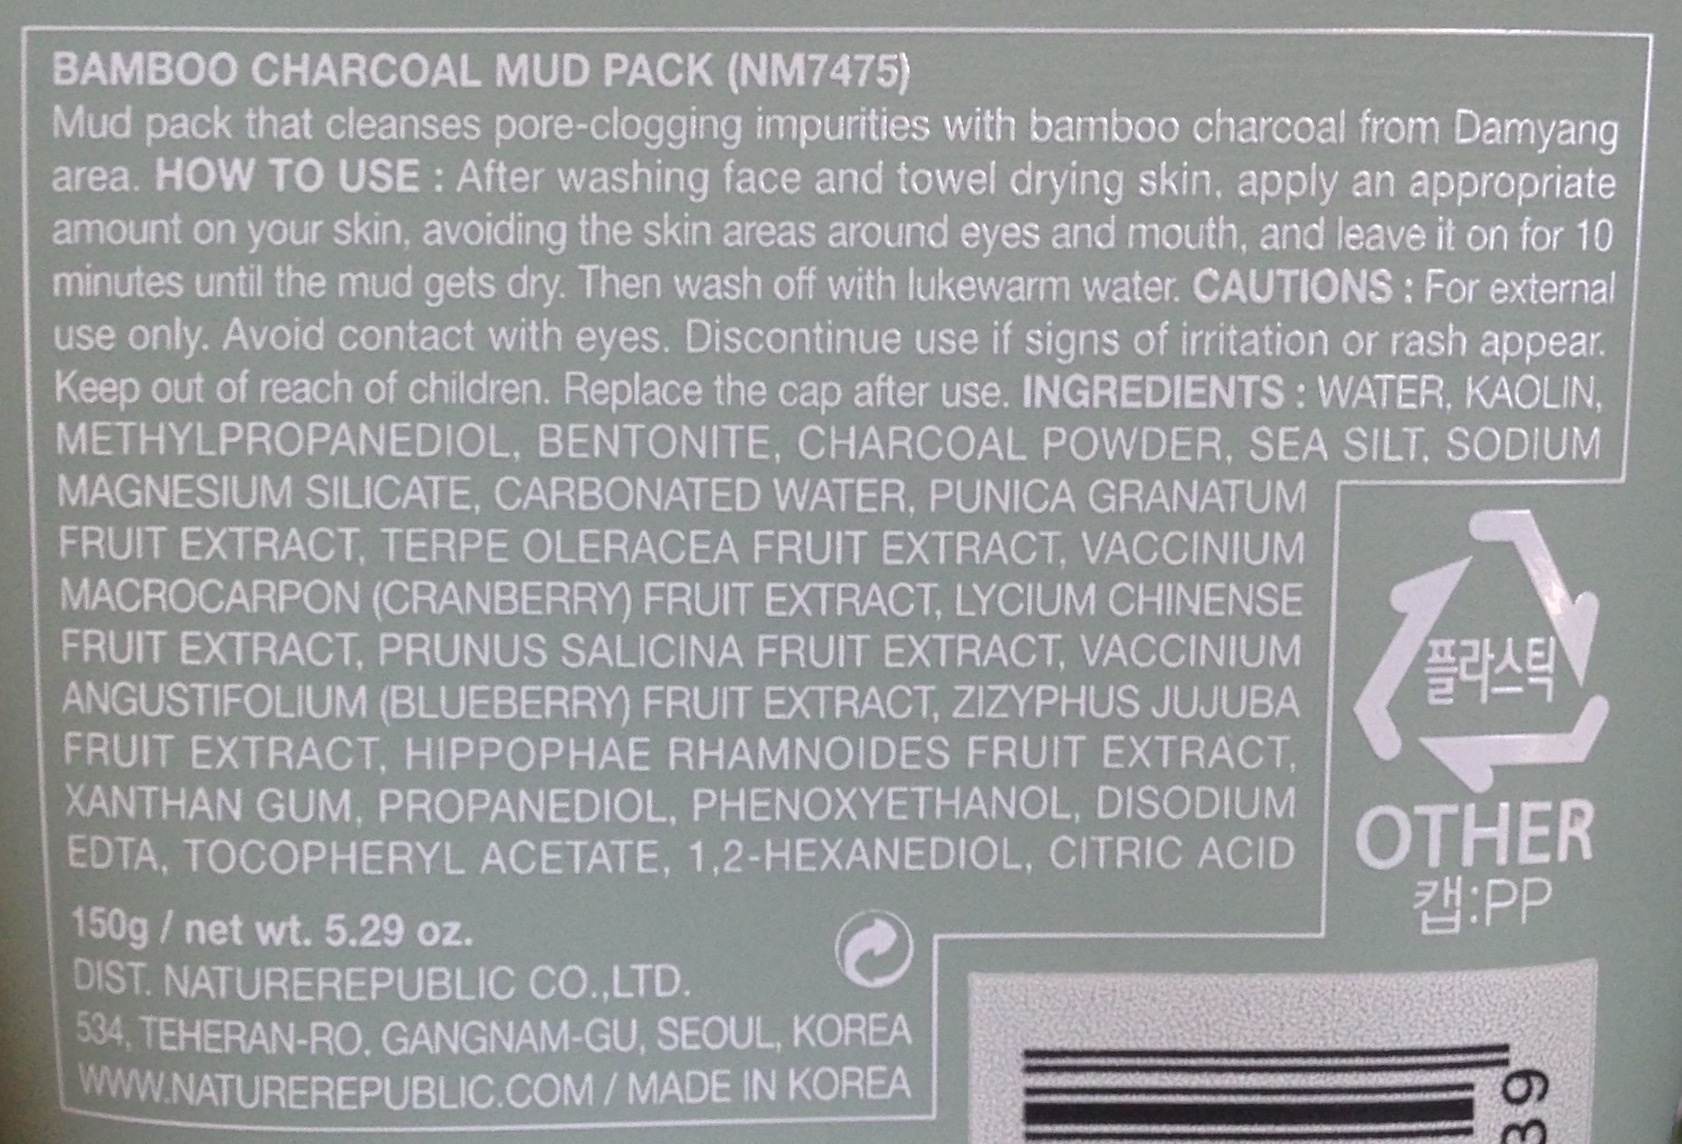 BAMBOO CHARCOAL MUD PACK (NM7475)
Mud pack that cleanses pore-clogging impurities with bamboo charcoal from Damyang
area. HOW TO USE : After washing face and towel drying skin, apply an appropriate
amount on your skin, avoiding the skin areas around eyes and mouth, and leave it on for 10
minutes until the mud gets dry. Then wash off with lukewarm water. CAUTIONS : For external
use only. Avoid contact with eyes. Discontinue use if signs of irritation or rash appear.
Keep out of reach of children. Replace the cap after use. INGREDIENTS : WATER, KAOLIN,
METHYLPROPANEDIOL, BENTONITE, CHARCOAL POWDER, SEA SILT, SODIUM
MAGNESIUM SILICATE, CARBONATED WATER, PUNICA GRANATUM
FRUIT EXTRACT, TERPE OLERACEA FRUIT EXTRACT, VACCINIUM
MACROCARPON (CRANBERRY) FRUIT EXTRACT, LYCIUM CHINENSE
FRUIT EXTRACT, PRUNUS SALICINA FRUIT EXTRACT, VACCINIUM
ANGUSTIFOLIUM (BLUEBERRY) FRUIT EXTRACT, ZIZYPHUS JUJUBA
FRUIT EXTRACT, HIPPOPHAE RHAMNOIDES FRUIT EXTRACT,
XANTHAN GUM, PROPANEDIOL, PHENOXYETHANOL, DISODIUM
EDTA, TOCOPHERYL ACETATE, 1,2-HEXANEDIOL, CITRIC ACID
150g / net wt. 5.29 oz.
DIST. NATUREREPUBLIC CO.,LTD.
534, TEHERAN-RO, GANGNAM-GU, SEOUL, KOREA
WWW.NATUREREPUBLIC.COM / MADE IN KOREA
플라스틱
OTHER
캡:PP
39